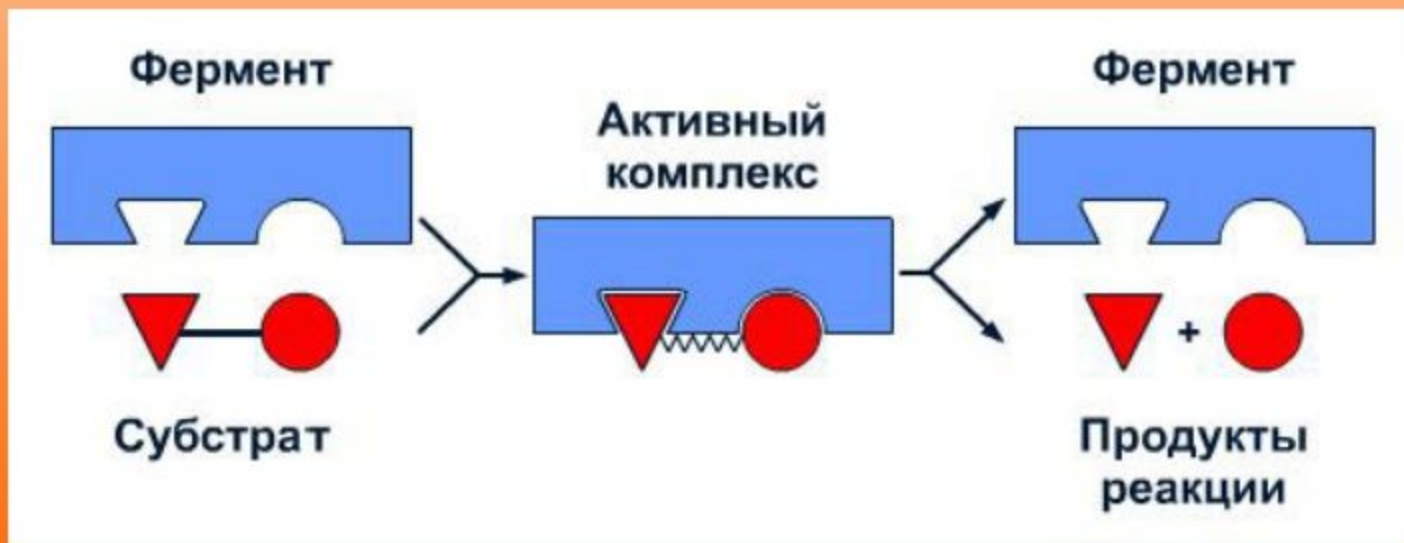 Фермент
Субстрат
Активный
комплекс
Фермент
+
Продукты
реакции